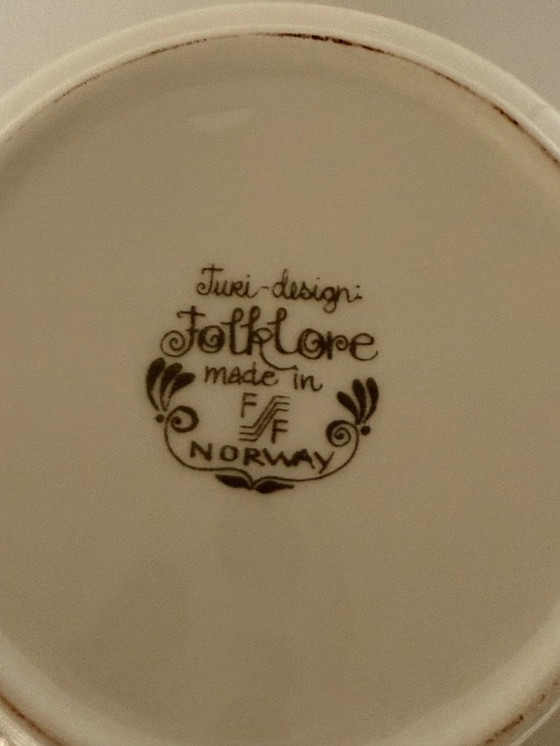 Turi-design:
Folklore
made in
F
F
NORWAY